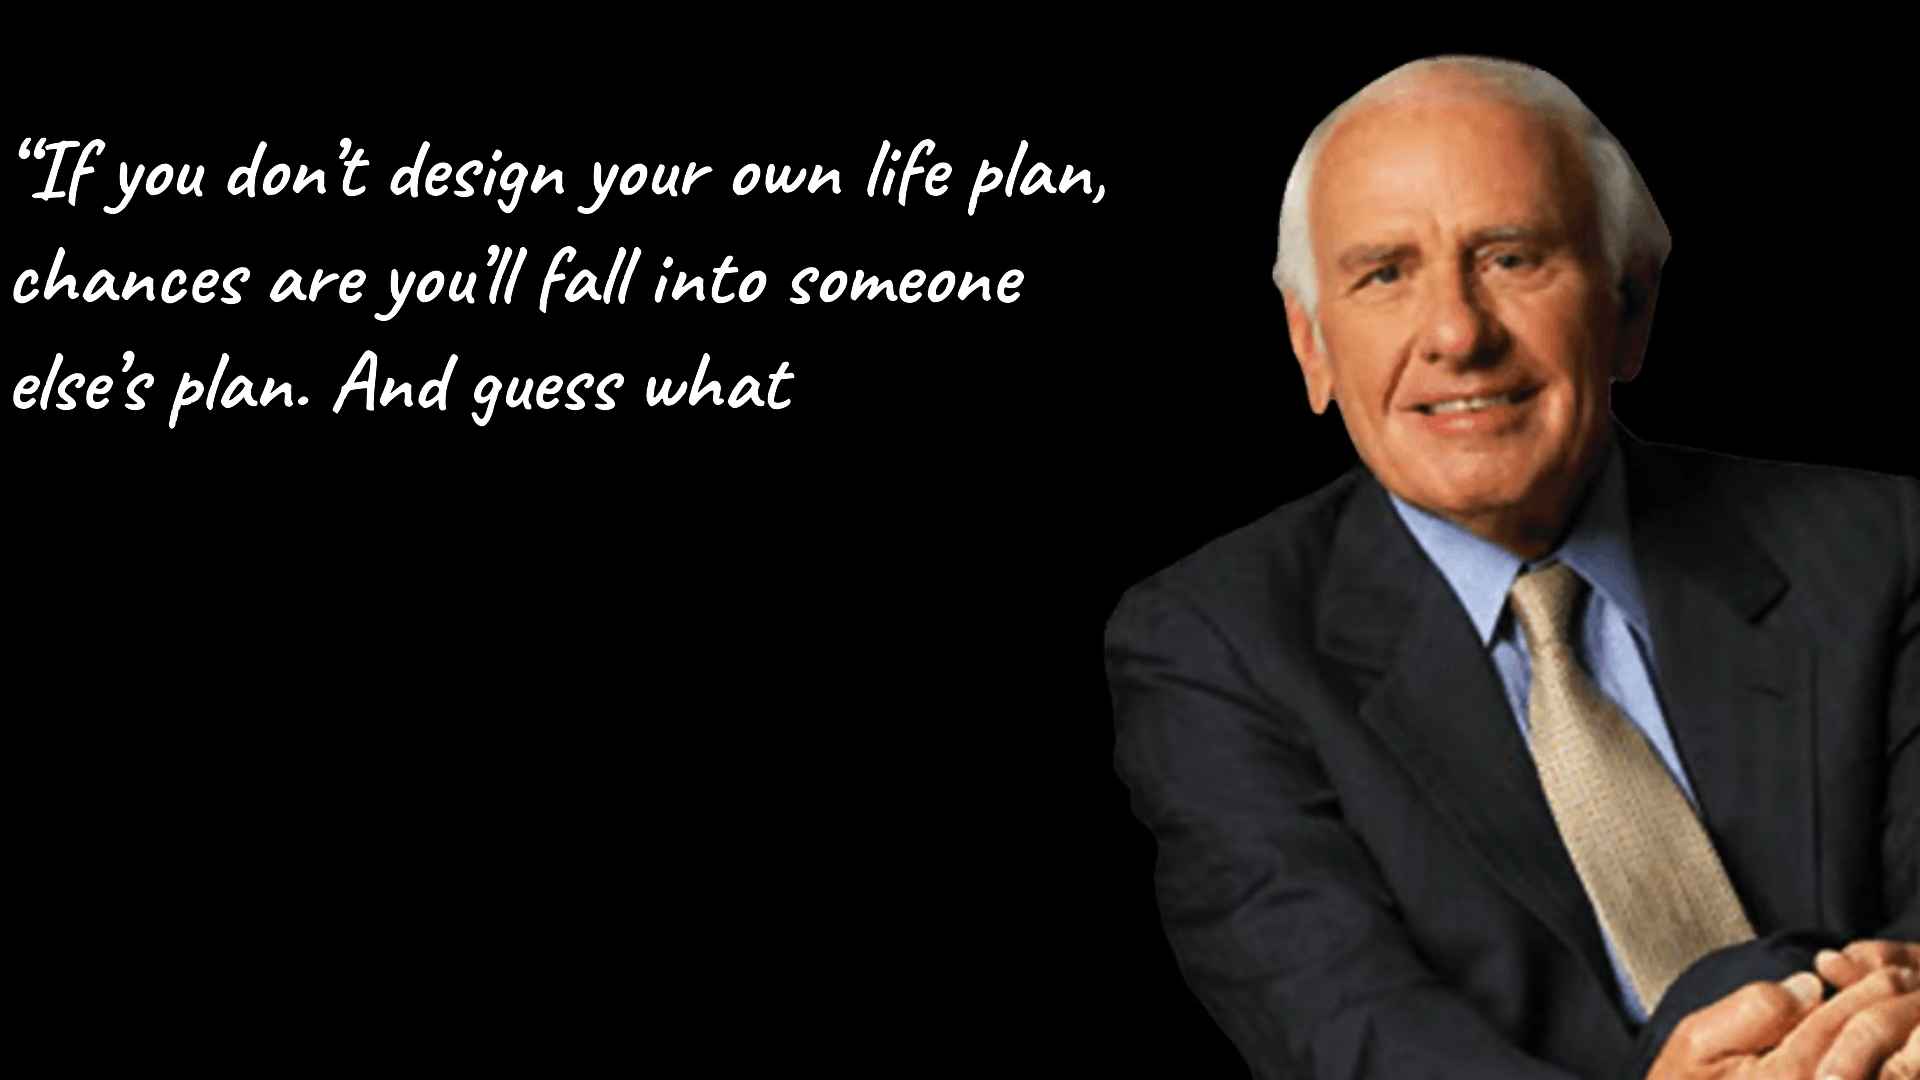 “If you don’t design your own life plan,
chances are you’ll fall into someone
else’s plan. And guess what